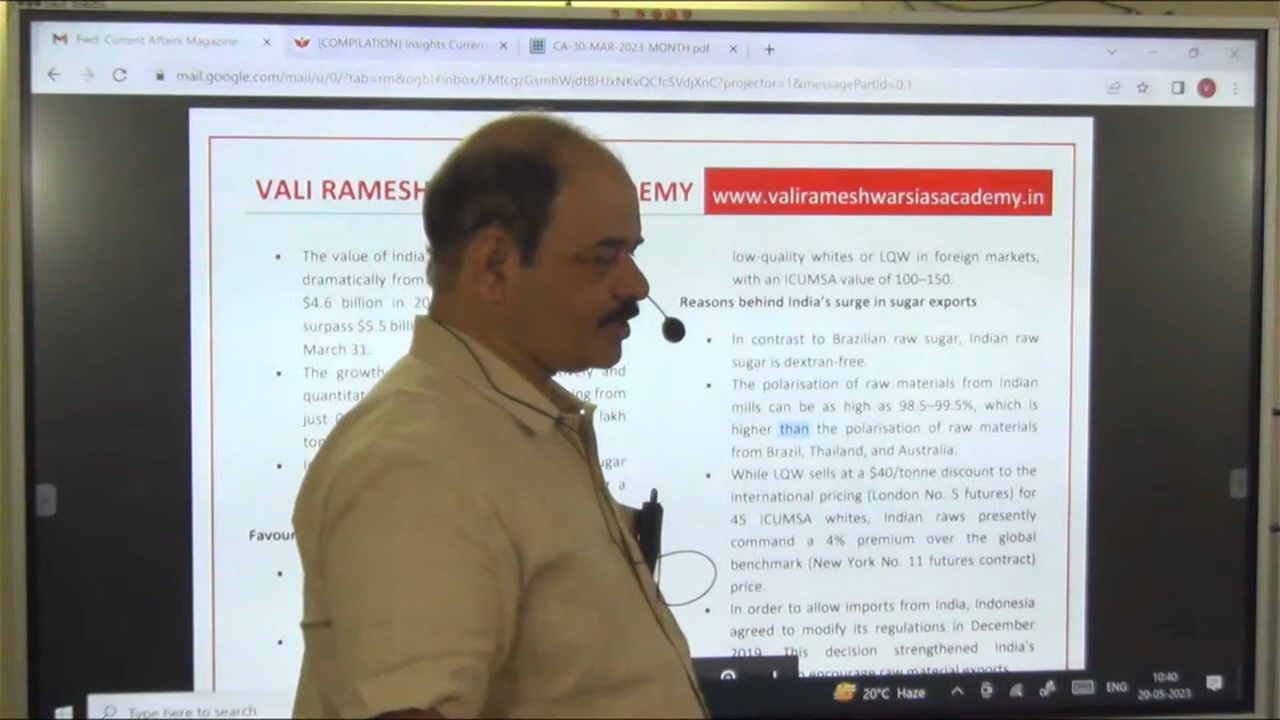 Fwd: Current Affairs Magazine
[COMPILATION] Insights Curren
CA-30-MAR-2023-MONTH.pdf
mail.google.com/mail/u/0/?tab=rm&ogbl#inbox/
?projector=1&messagePartId=0.1
VALI RAMESH
EMY
www.valirameshwarsiasacademy.in
The value of India
dramatically from
$4.6 billion in 20
surpass $5.5 billi
March 31.
The growth
and
quantitat
ing from
just
lakh
top
ugar
a
Favour
low-quality whites or LQW in foreign markets,
with an ICUMSA value of 100–150.
Reasons behind India's surge in sugar exports
In contrast to Brazilian raw sugar, Indian raw
sugar is dextran-free.
The polarisation of raw materials from Indian
mills can be as high as 98.5–99.5%, which is
higher than the polarisation of raw materials
from Brazil, Thailand, and Australia.
While LQW sells at a $40/tonne discount to the
international pricing (London No. 5 futures) for
45 ICUMSA whites, Indian raws presently
command a 4% premium over the global
benchmark (New York No. 11 futures contract)
price.
In order to allow imports from India, Indonesia
agreed to modify its regulations in December
2019. This decision strengthened India's
encourage raw material exports
Type here to search
20°C Haze
ENG
10:40
20-05-2023